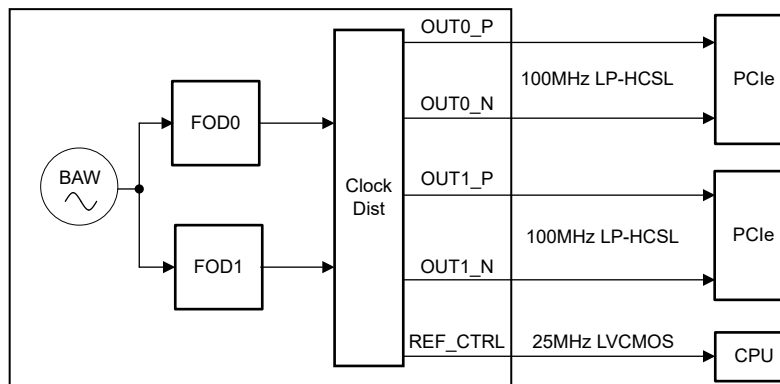 OUT0_P
100MHz LP-HCSL
PCIe
FOD0
OUT0_N
BAW
Clock
Dist
OUT1_P
100MHz LP-HCSL
PCIe
FOD1
OUT1_N
REF_CTRL
25MHz LVCMOS
CPU